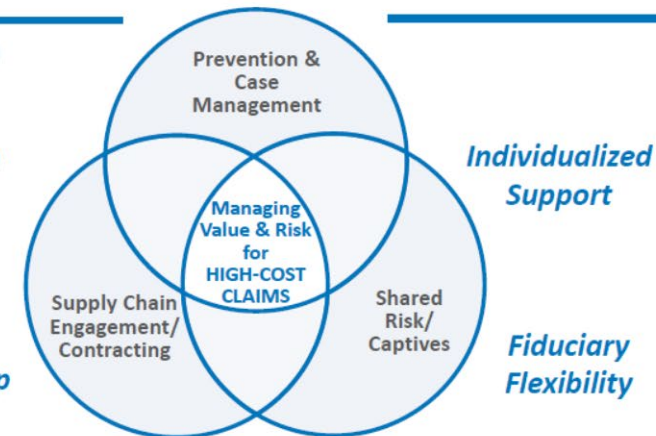 Prevention &
Case
Management
Individualized
Support
Managing
Value & Risk
for
HIGH-COST
CLAIMS
Supply Chain
Engagement/
Contracting
Shared
Risk/
Captives
Fiduciary
Flexibility